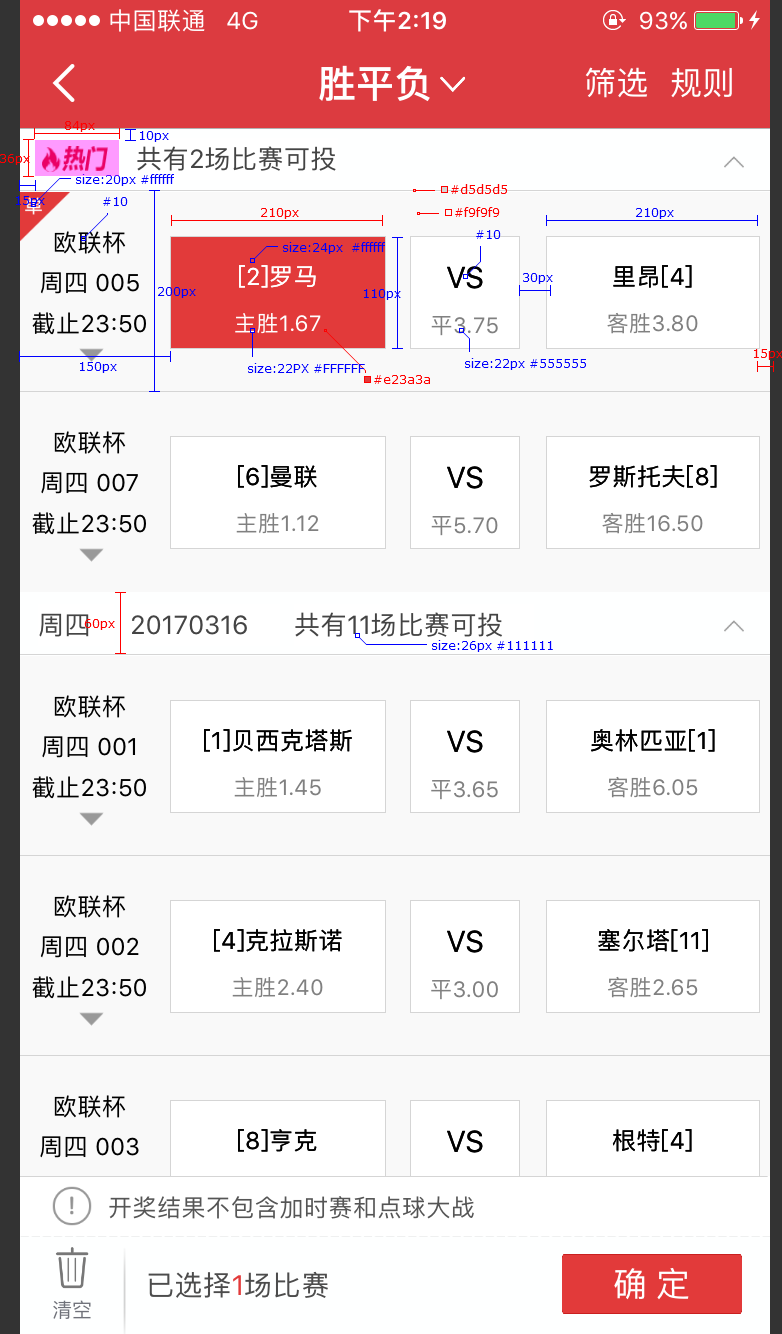 中国联通 4G 下午2:19 93%
胜平负 筛选 规则
84px
10px
36px 热门 共有2场比赛可投
size:20px #ffffff
15px
#10
#d5d5d5
#f9f9f9
210px
210px
#10
欧联杯
周四 005
截止23:50
size:24px #ffffff
[2]罗马
主胜1.67
VS
平3.75
里昂[4]
客胜3.80
200px
110px
30px
150px
size:22PX #FFFFFF
size:22px #555555
15px
#e23a3a
欧联杯
周四 007
截止23:50
[6]曼联
主胜1.12
VS
平5.70
罗斯托夫[8]
客胜16.50
周四 20170316 共有11场比赛可投
60px
size:26px #111111
欧联杯
周四 001
截止23:50
[1]贝西克塔斯
主胜1.45
VS
平3.65
奥林匹亚[1]
客胜6.05
欧联杯
周四 002
截止23:50
[4]克拉斯诺
主胜2.40
VS
平3.00
塞尔塔[11]
客胜2.65
欧联杯
周四 003
[8]亨克
VS
根特[4]
开奖结果不包含加时赛和点球大战
清空
已选择1场比赛
确 定